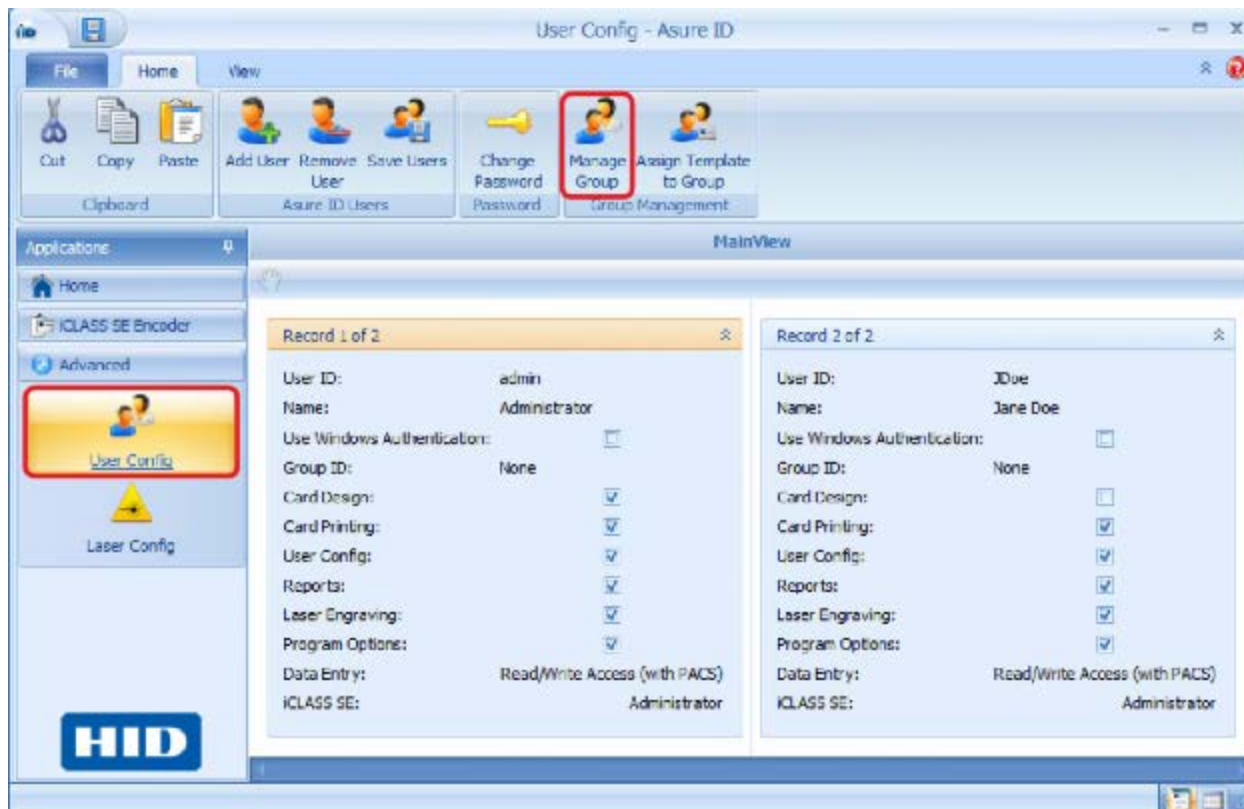 User Config - Asure ID
File Home View
Cut Copy Paste Add User Remove User Save Users Change Password Manage Group Assign Template to Group
Clipboard Asure ID Users Password Group Management
Applications MainView
Home
iCLASS SE Encoder
Advanced
User Config
Laser Config
HID
Record 1 of 2
User ID: admin
Name: Administrator
Use Windows Authentication:
Group ID: None
Card Design:
Card Printing:
User Config:
Reports:
Laser Engraving:
Program Options:
Data Entry: Read/Write Access (with PACS)
iCLASS SE: Administrator
Record 2 of 2
User ID: JDoe
Name: Jane Doe
Use Windows Authentication:
Group ID: None
Card Design:
Card Printing:
User Config:
Reports:
Laser Engraving:
Program Options:
Data Entry: Read/Write Access (with PACS)
iCLASS SE: Administrator